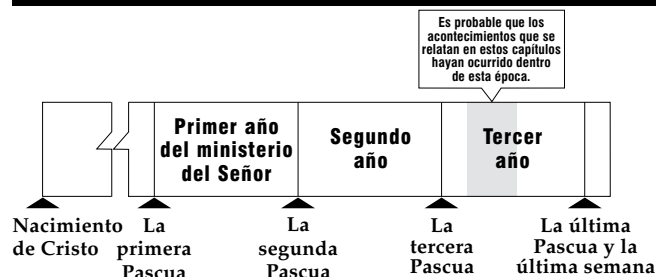 Es probable que los
acontecimientos que se
relatan en estos capítulos
hayan ocurrido dentro
de esta época.
Primer año
del ministerio
del Señor
Segundo
año
Tercer
año
Nacimiento
de Cristo
La
primera
Pascua
La
segunda
Pascua
La
tercera
Pascua
La última
Pascua y la
última semana